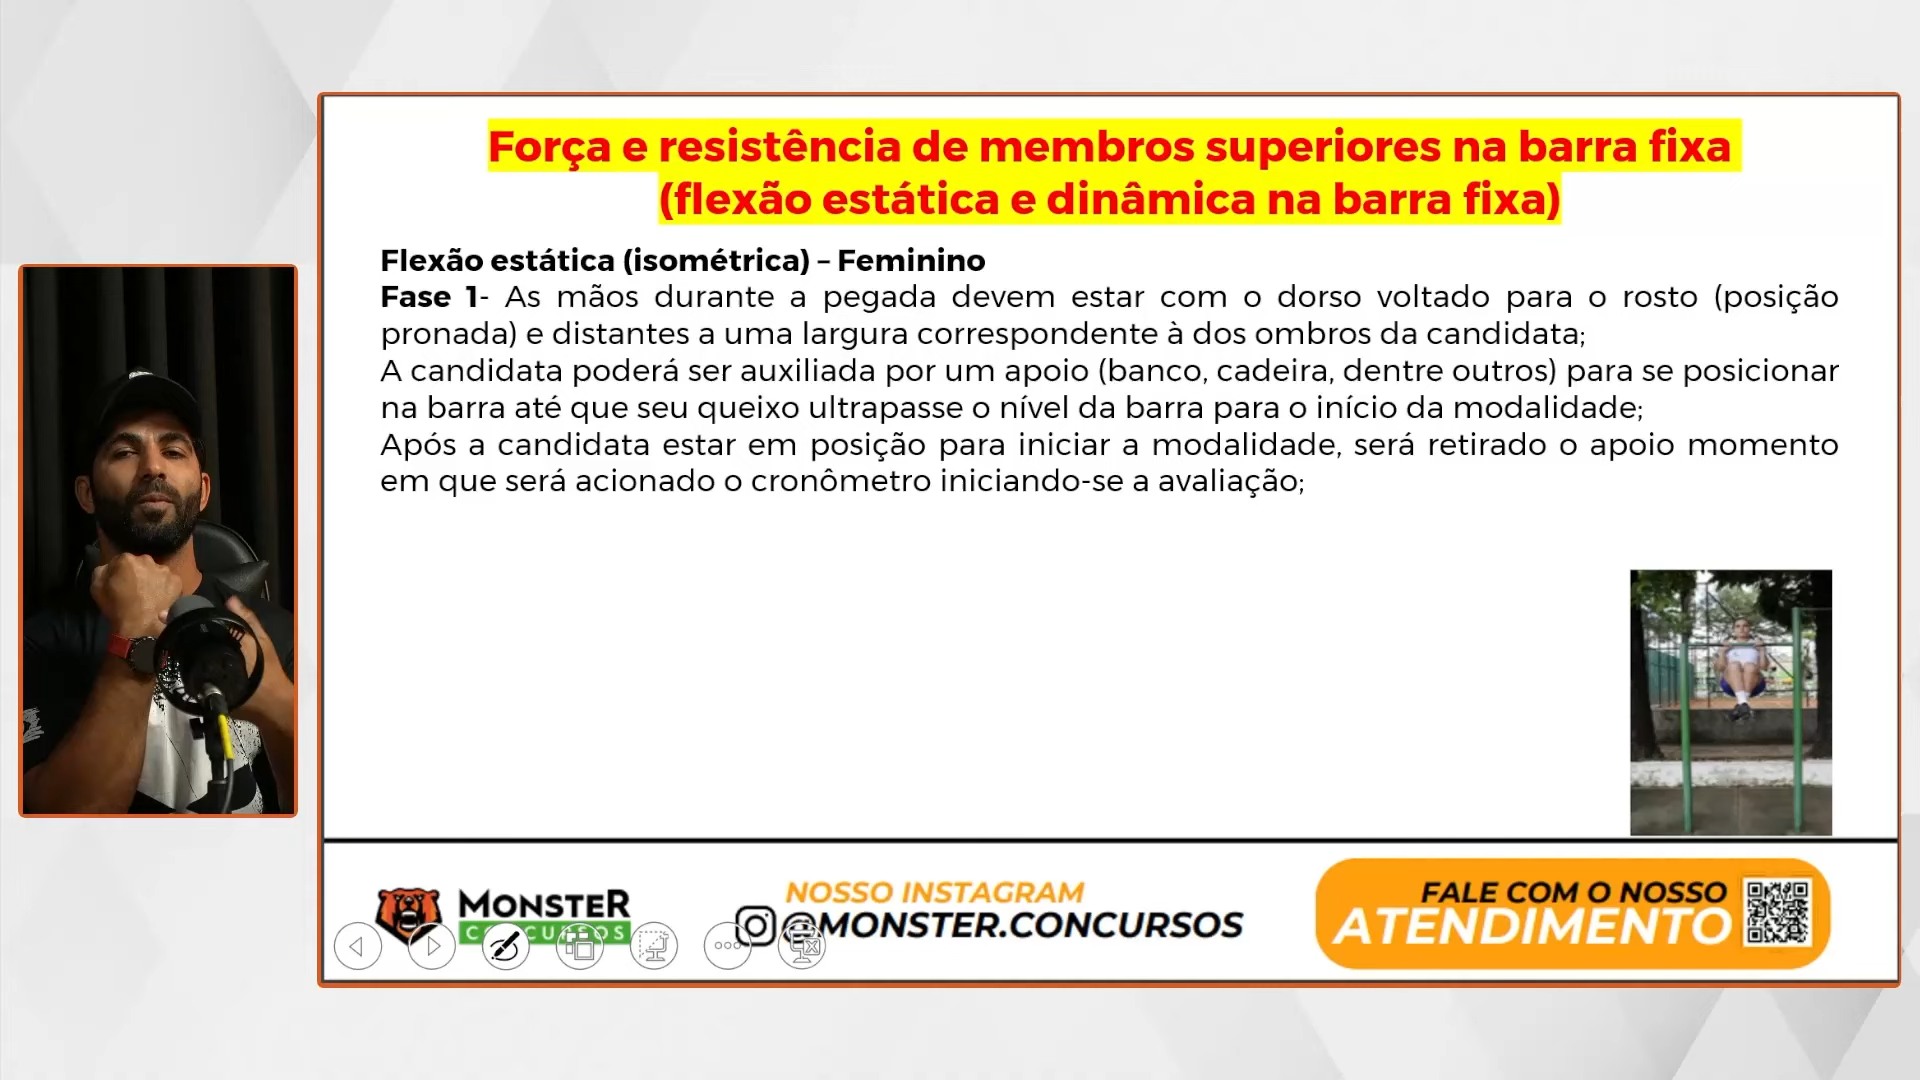 Força e resistência de membros superiores na barra fixa
(flexão estática e dinâmica na barra fixa)
Flexão estática (isométrica) – Feminino
Fase 1- As mãos durante a pegada devem estar com o dorso voltado para o rosto (posição
pronada) e distantes a uma largura correspondente à dos ombros da candidata;
A candidata poderá ser auxiliada por um apoio (banco, cadeira, dentre outros) para se posicionar
na barra até que seu queixo ultrapasse o nível da barra para o início da modalidade;
Após a candidata estar em posição para iniciar a modalidade, será retirado o apoio momento
em que será acionado o cronômetro iniciando-se a avaliação;
MONSTER
CONCURSOS
NOSSO INSTAGRAM
@MONSTER.CONCURSOS
FALE COM O NOSSO
ATENDIMENTO